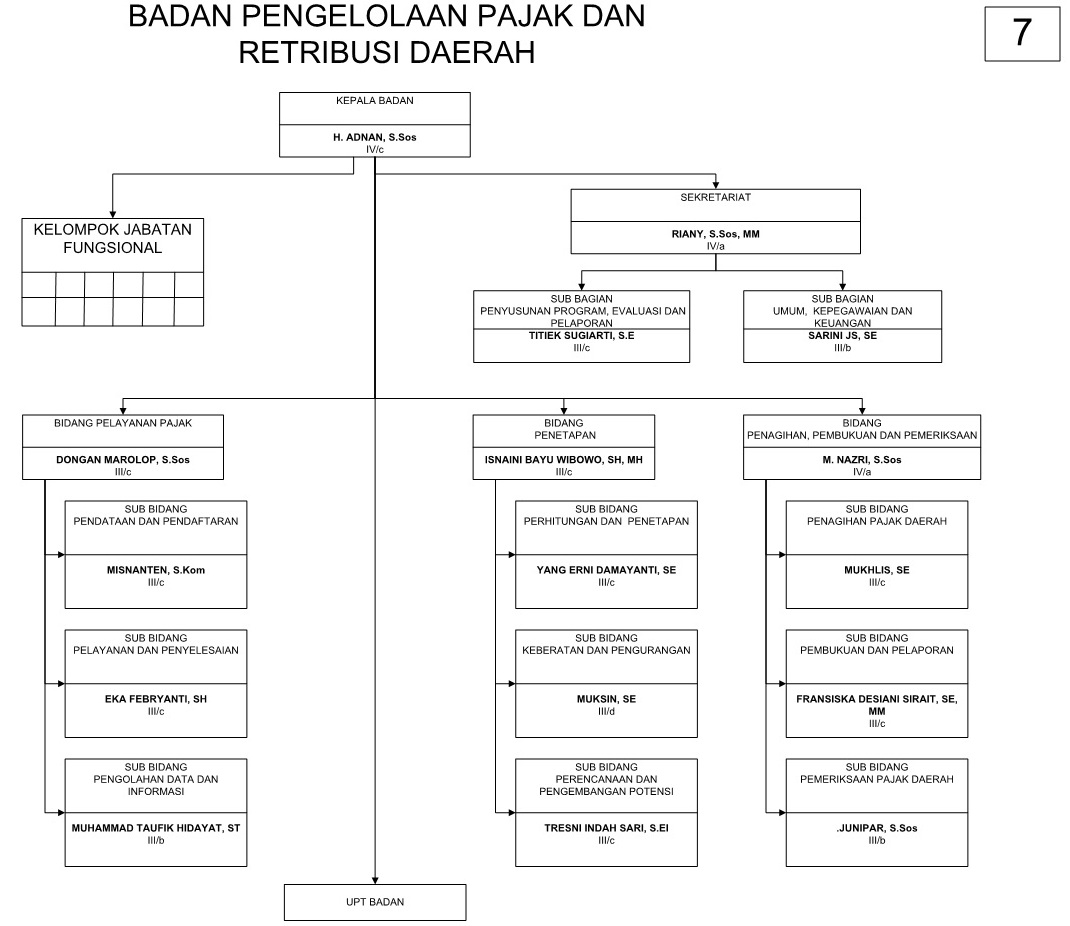 BADAN PENGELOLAAN PAJAK DAN
RETRIBUSI DAERAH
7
KEPALA BADAN
H. ADNAN, S.Sos
IV/c
KELOMPOK JABATAN
FUNGSIONAL
SEKRETARIAT
RIANY, S.Sos, MM
IV/a
SUB BAGIAN
PENYUSUNAN PROGRAM, EVALUASI DAN
PELAPORAN
TITIEK SUGIARTI, S.E
III/c
SUB BAGIAN
UMUM, KEPEGAWAIAN DAN
KEUANGAN
SARINI JS, SE
III/b
BIDANG PELAYANAN PAJAK
DONGAN MAROLOP, S.Sos
III/c
SUB BIDANG
PENDATAAN DAN PENDAFTARAN
MISNANTEN, S.Kom
III/c
SUB BIDANG
PELAYANAN DAN PENYELESAIAN
EKA FEBRYANTI, SH
III/c
SUB BIDANG
PENGOLAHAN DATA DAN
INFORMASI
MUHAMMAD TAUFIK HIDAYAT, ST
III/b
BIDANG
PENETAPAN
ISNAINI BAYU WIBOWO, SH, MH
III/c
SUB BIDANG
PERHITUNGAN DAN PENETAPAN
YANG ERNI DAMAYANTI, SE
III/c
SUB BIDANG
KEBERATAN DAN PENGURANGAN
MUKSIN, SE
III/d
SUB BIDANG
PERENCANAAN DAN
PENGEMBANGAN POTENSI
TRESNI INDAH SARI, S.EI
III/c
BIDANG
PENAGIHAN, PEMBUKUAN DAN PEMERIKSAAN
M. NAZRI, S.Sos
IV/a
SUB BIDANG
PENAGIHAN PAJAK DAERAH
MUKHLIS, SE
III/c
SUB BIDANG
PEMBUKUAN DAN PELAPORAN
FRANSISKA DESIANI SIRAIT, SE,
MM
III/c
SUB BIDANG
PEMERIKSAAN PAJAK DAERAH
.JUNIPAR, S.Sos
III/b
UPT BADAN